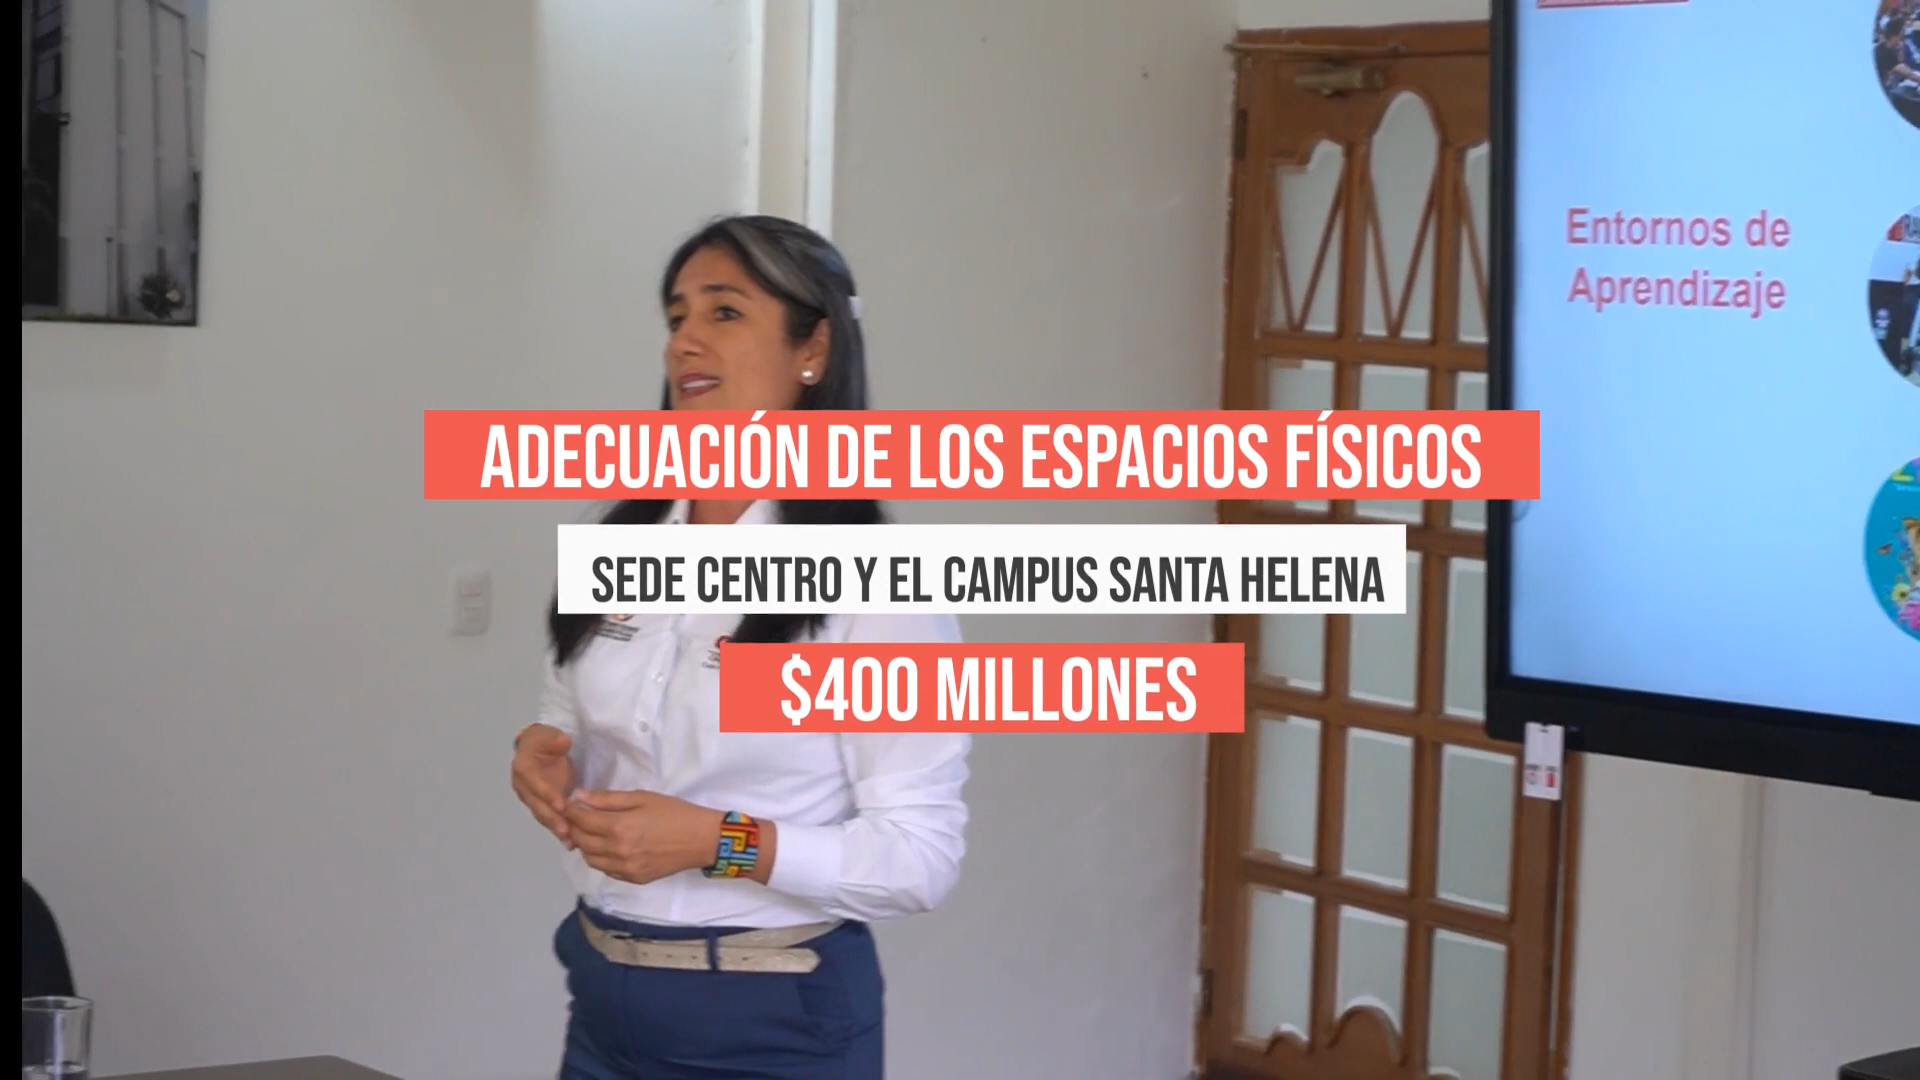 Entornos de
Aprendizaje
ADECUACIÓN DE LOS ESPACIOS FÍSICOS
SEDE CENTRO Y EL CAMPUS SANTA HELENA
$400 MILLONES